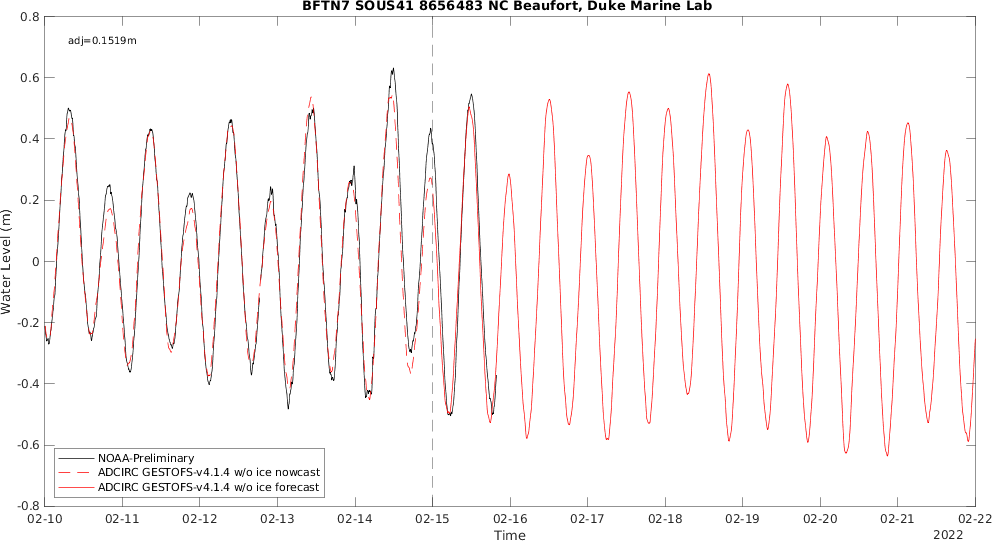 BFTN7 SOUS41 8656483 NC Beaufort, Duke Marine Lab
adj=0.1519m
Water Level (m)
0.8
0.6
0.4
0.2
0
-0.2
-0.4
-0.6
-0.8
NOAA-Preliminary
ADCIRC GESTOFS-v4.1.4 w/o ice nowcast
ADCIRC GESTOFS-v4.1.4 w/o ice forecast
02-10 02-11 02-12 02-13 02-14 02-15 02-16 02-17 02-18 02-19 02-20 02-21 02-22
Time
2022